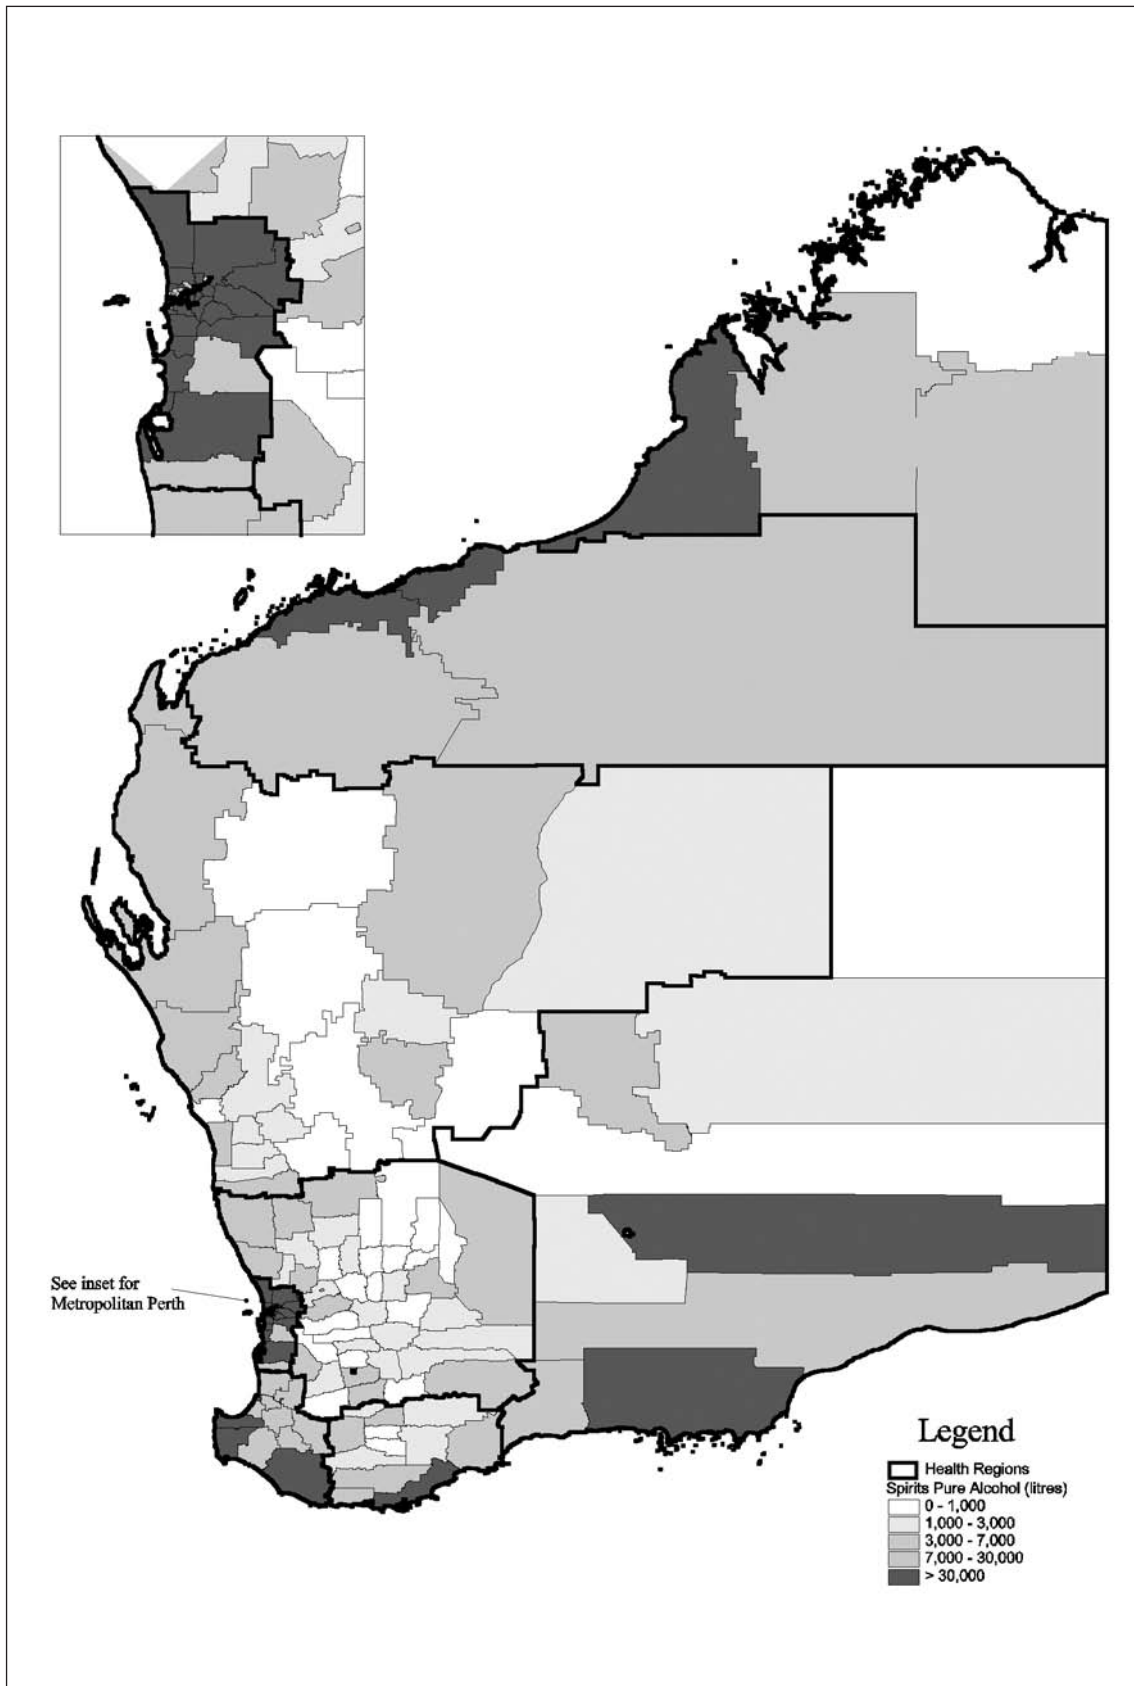 See inset for
Metropolitan Perth
Legend
Health Regions
Spirits Pure Alcohol (litres)
0 - 1,000
1,000 - 3,000
3,000 - 7,000
7,000 - 30,000
> 30,000